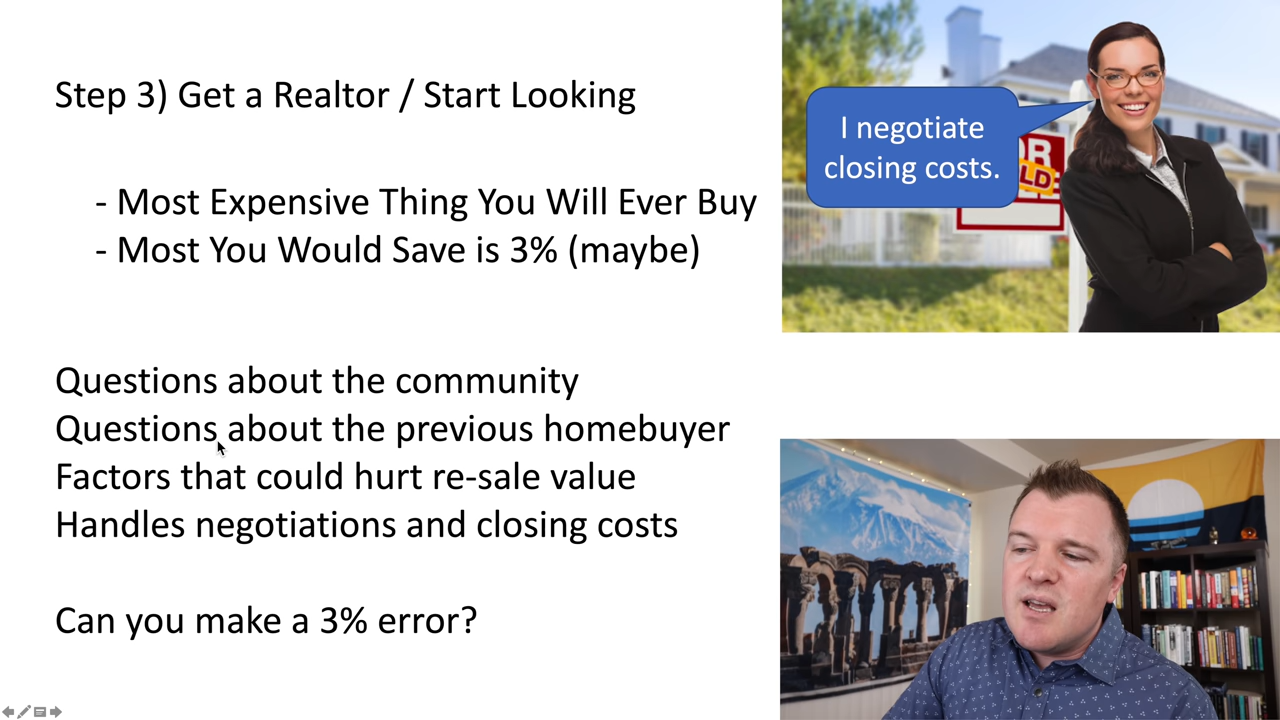 Step 3) Get a Realtor / Start Looking
- Most Expensive Thing You Will Ever Buy
- Most You Would Save is 3% (maybe)
Questions about the community
Questions about the previous homebuyer
Factors that could hurt re-sale value
Handles negotiations and closing costs
Can you make a 3% error?
I negotiate
closing costs.
OR
LD